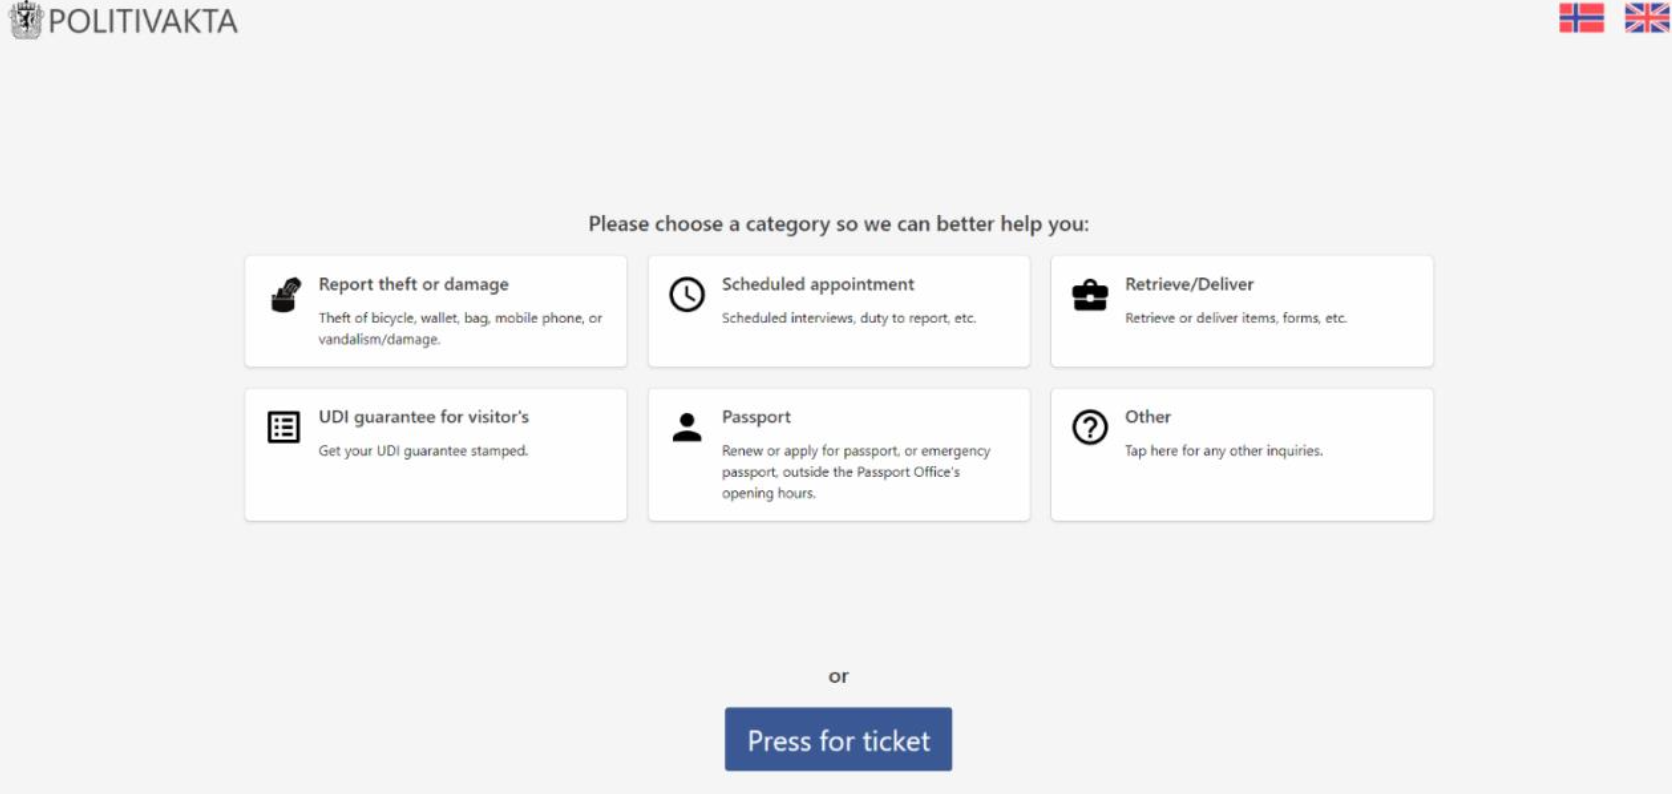 POLITIVAKTA
Please choose a category so we can better help you:
Report theft or damage
Theft of bicycle, wallet, bag, mobile phone, or
vandalism/damage.
Scheduled appointment
Scheduled interviews, duty to report, etc.
Retrieve/Deliver
Retrieve or deliver items, forms, etc.
UDI guarantee for visitor's
Get your UDI guarantee stamped.
Passport
Renew or apply for passport, or emergency
passport, outside the Passport Office's
opening hours.
Other
Tap here for any other inquiries.
or
Press for ticket